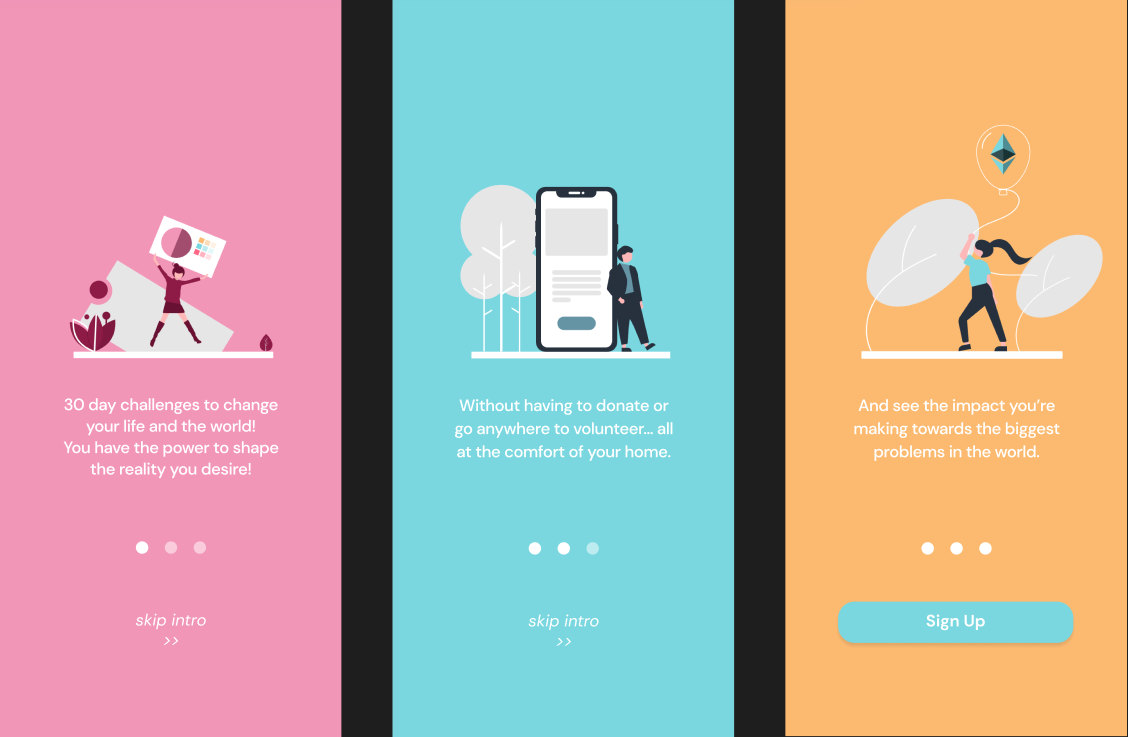 30 day challenges to change
your life and the world!
You have the power to shape
the reality you desire!
skip intro
>>
Without having to donate or
go anywhere to volunteer... all
at the comfort of your home.
skip intro
>>
And see the impact you’re
making towards the biggest
problems in the world.
Sign Up